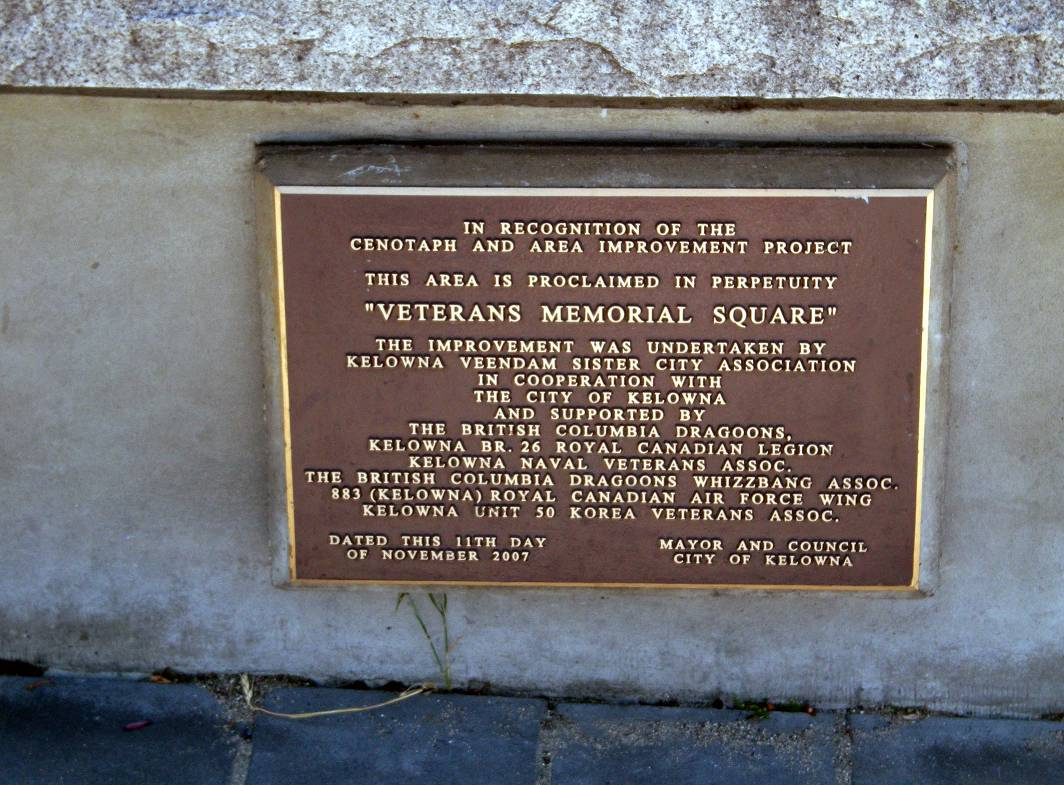 IN RECOGNITION OF THE
CENOTAPH AND AREA IMPROVEMENT PROJECT
THIS AREA IS PROCLAIMED IN PERPETUITY
"VETERANS MEMORIAL SQUARE"
THE IMPROVEMENT WAS UNDERTAKEN BY
KELOWNA VEENDAM SISTER CITY ASSOCIATION
IN COOPERATION WITH
THE CITY OF KELOWNA
AND SUPPORTED BY
THE BRITISH COLUMBIA DRAGOONS,
KELOWNA BR. 26 ROYAL CANADIAN LEGION
KELOWNA NAVAL VETERANS ASSOC.
THE BRITISH COLUMBIA DRAGOONS WHIZZBANG ASSOC.
883 (KELOWNA) ROYAL CANADIAN AIR FORCE WING
KELOWNA UNIT 50 KOREA VETERANS ASSOC.
DATED THIS 11TH DAY
OF NOVEMBER 2007
MAYOR AND COUNCIL
CITY OF KELOWNA